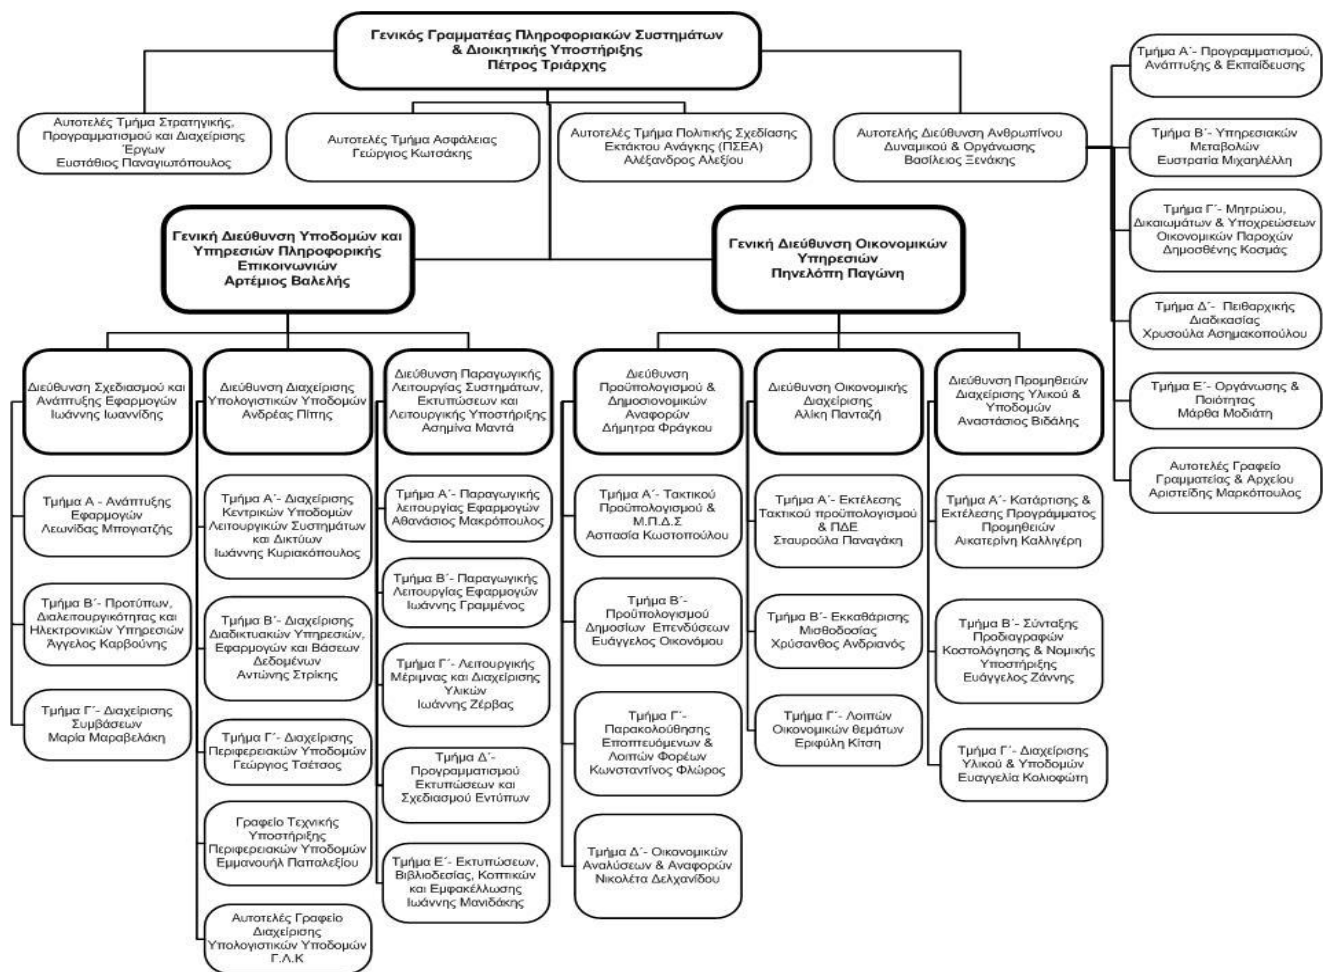 Γενικός Γραμματέας Πληροφοριακών Συστημάτων
& Διοικητικής Υποστήριξης
Πέτρος Τριάρχης
Αυτοτελές Τμήμα Στρατηγικής,
Προγραμματισμού και Διαχείρισης
Έργων
Ευστάθιος Παναγιωτόπουλος
Αυτοτελές Τμήμα Ασφάλειας
Γεώργιος Κωτσάκης
Αυτοτελές Τμήμα Πολιτικής Σχεδίασης
Εκτάκτου Ανάγκης (ΠΣΕΑ)
Αλέξανδρος Αλεξίου
Αυτοτελής Διεύθυνση Ανθρωπίνου
Δυναμικού & Οργάνωσης
Βασίλειος Ξενάκης
Τμήμα Α΄- Προγραμματισμού,
Ανάπτυξης & Εκπαίδευσης
Τμήμα Β΄- Υπηρεσιακών
Μεταβολών
Ευστρατία Μιχαηλέλλη
Τμήμα Γ΄- Μητρώου,
Δικαιωμάτων & Υποχρεώσεων
Οικονομικών Παροχών
Δημοσθένης Κοσμάς
Τμήμα Δ΄- Πειθαρχικής
Διαδικασίας
Χρυσούλα Ασημακοπούλου
Τμήμα Ε΄- Οργάνωσης &
Ποιότητας
Μάρθα Μοδιάτη
Αυτοτελές Γραφείο
Γραμματείας & Αρχείου
Αριστείδης Μαρκόπουλος
Γενική Διεύθυνση Υποδομών και
Υπηρεσιών Πληροφορικής
Επικοινωνιών
Αρτέμιος Βαλελής
Γενική Διεύθυνση Οικονομικών
Υπηρεσιών
Πηνελόπη Παγώνη
Διεύθυνση Σχεδιασμού και
Ανάπτυξης Εφαρμογών
Ιωάννης Ιωαννίδης
Τμήμα Α - Ανάπτυξης
Εφαρμογών
Λεωνίδας Μπογιατζής
Τμήμα Β΄- Προτύπων,
Διαλειτουργικότητας και
Ηλεκτρονικών Υπηρεσιών
Άγγελος Καρβούνης
Τμήμα Γ΄- Διαχείρισης
Συμβάσεων
Μαρία Μαραβελάκη
Διεύθυνση Διαχείρισης
Υπολογιστικών Υποδομών
Ανδρέας Πίπης
Τμήμα Α΄- Διαχείρισης
Κεντρικών Υποδομών
Λειτουργικών Συστημάτων
και Δικτύων
Ιωάννης Κυριακόπουλος
Τμήμα Β΄- Διαχείρισης
Διαδικτυακών Υπηρεσιών,
Εφαρμογών και Βάσεων
Δεδομένων
Αντώνης Στρίκης
Τμήμα Γ΄- Διαχείρισης
Περιφερειακών Υποδομών
Γεώργιος Τσέτσος
Γραφείο Τεχνικής
Υποστήριξης
Περιφερειακών Υποδομών
Εμμανουήλ Παπαλεξίου
Αυτοτελές Γραφείο
Διαχείρισης
Υπολογιστικών Υποδομών
Γ.Λ.Κ
Διεύθυνση Παραγωγικής
Λειτουργίας Συστημάτων,
Εκτυπώσεων και
Λειτουργικής Υποστήριξης
Ασημίνα Μαντά
Τμήμα Α΄- Παραγωγικής
λειτουργίας Εφαρμογών
Αθανάσιος Μακρόπουλος
Τμήμα Β΄- Παραγωγικής
Λειτουργίας Εφαρμογών
Ιωάννης Γραμμένος
Τμήμα Γ΄- Λειτουργικής
Μέριμνας και Διαχείρισης
Υλικών
Ιωάννης Ζέρβας
Τμήμα Δ΄-
Προγραμματισμού
Εκτυπώσεων και
Σχεδιασμού Εντύπων
Τμήμα Ε΄- Εκτυπώσεων,
Βιβλιοδεσίας, Κοπτικών
και Εμφακέλλωσης
Ιωάννης Μανιδάκης
Διεύθυνση
Προϋπολογισμού &
Δημοσιονομικών
Αναφορών
Δήμητρα Φράγκου
Τμήμα Α΄- Τακτικού
Προϋπολογισμού &
Μ.Π.Δ.Σ
Ασπασία Κωστοπούλου
Τμήμα Β΄-
Προϋπολογισμού
Δημοσίων Επενδύσεων
Ευάγγελος Οικονόμου
Τμήμα Γ΄-
Παρακολούθησης
Εποπτευόμενων &
Λοιπών Φορέων
Κωνσταντίνος Φλώρος
Τμήμα Δ΄- Οικονομικών
Αναλύσεων & Αναφορών
Νικολέτα Δελχανίδου
Διεύθυνση Οικονομικής
Διαχείρισης
Αλίκη Πανταζή
Τμήμα Α΄- Εκτέλεσης
Τακτικού προϋπολογισμού
& ΠΔΕ
Σταυρούλα Παναγάκη
Τμήμα Β΄- Εκκαθάρισης
Μισθοδοσίας
Χρύσανθος Ανδριανός
Τμήμα Γ΄- Λοιπών
Οικονομικών θεμάτων
Εριφύλη Κίτση
Διεύθυνση Προμηθειών
Διαχείρισης Υλικού &
Υποδομών
Αναστάσιος Βιδάλης
Τμήμα Α΄- Κατάρτισης &
Εκτέλεσης Προγράμματος
Προμηθειών
Αικατερίνη Καλλιγέρη
Τμήμα Β΄- Σύνταξης
Προδιαγραφών
Κοστολόγησης & Νομικής
Υποστήριξης
Ευάγγελος Ζάννης
Τμήμα Γ΄- Διαχείρισης
Υλικού & Υποδομών
Ευαγγελία Κολιοφώτη